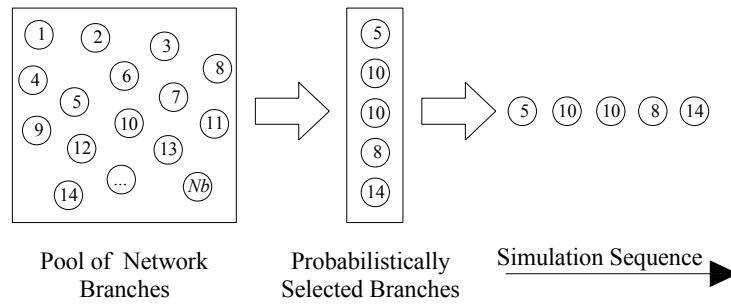 1
2
3
4
5
6
7
8
9
10
11
12
13
14
...
Nb
5
10
10
8
14
5 10 10 8 14
Pool of Network
Branches
Probabilistically
Selected Branches
Simulation Sequence